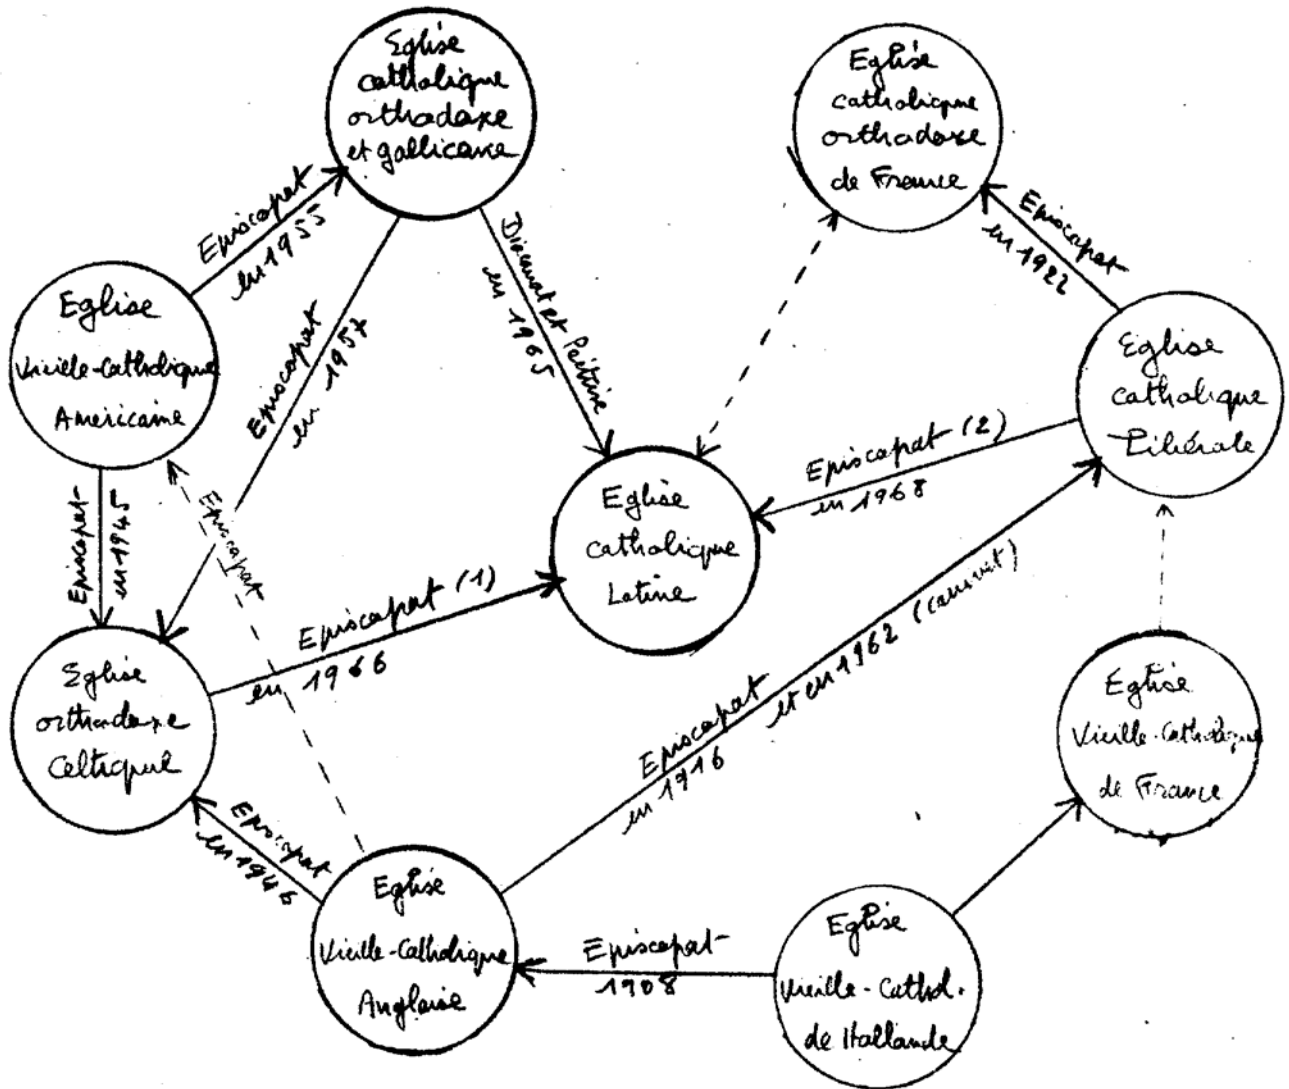 Eglise
catholique
orthodoxe
et gallicane
Eglise
catholique
orthodoxe
de France
Episcopat
en 1955
Diaconat et Prêtrise
en 1965
Episcopat
en 1922
Eglise
Vieille-Catholique
Américaine
Episcopat
en 1957
Eglise
catholique
Libérale
Episcopat (2)
en 1968
Episcopat
en 1945
Episcopat
Eglise
catholique
Latine
Episcopat (1)
en 1966
Eglise
orthodoxe
Celtique
Episcopat
en 1916 et en 1962
Eglise
Vieille-Catholique
de France
Episcopat
en 1946
Eglise
Vieille-Catholique
Anglaise
Episcopat
1908
Eglise
Vieille-Cathol.
de Hollande